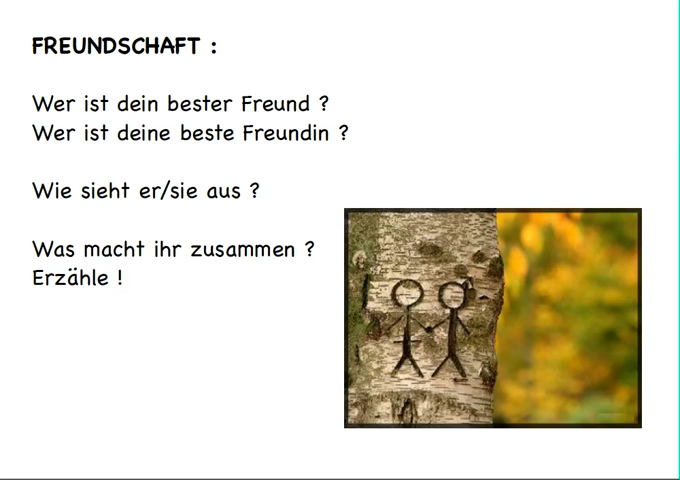 FREUNDSCHAFT :
Wer ist dein bester Freund ?
Wer ist deine beste Freundin ?
Wie sieht er/sie aus ?
Was macht ihr zusammen ?
Erzähle !